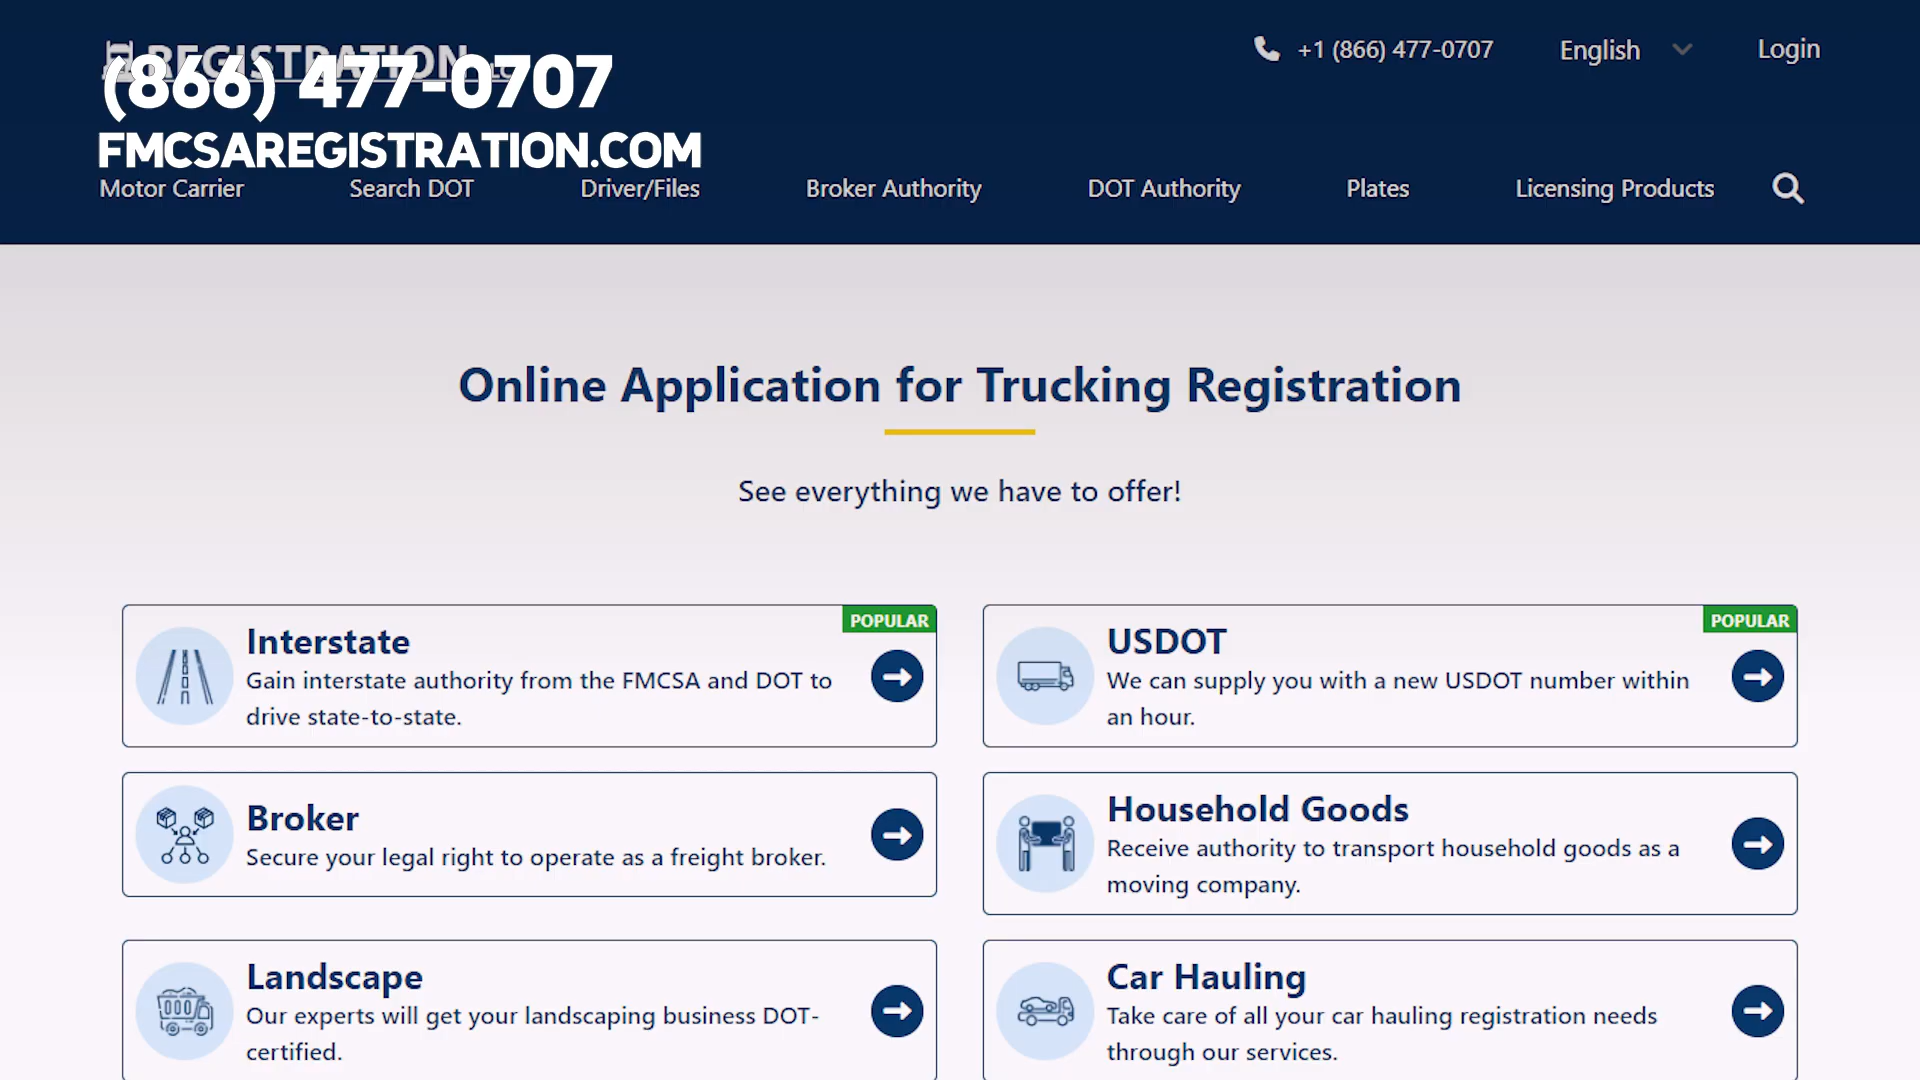 REGISTRATION
+1 (866) 477-0707
English
Login
(866) 477-0707
FMCSAREGISTRATION.COM
Motor Carrier
Search DOT
Driver/Files
Broker Authority
DOT Authority
Plates
Licensing Products
Online Application for Trucking Registration
See everything we have to offer!
POPULAR
Interstate
Gain interstate authority from the FMCSA and DOT to
drive state-to-state.
POPULAR
USDOT
We can supply you with a new USDOT number within
an hour.
Broker
Secure your legal right to operate as a freight broker.
Household Goods
Receive authority to transport household goods as a
moving company.
Landscape
Our experts will get your landscaping business DOT-
certified.
Car Hauling
Take care of all your car hauling registration needs
through our services.